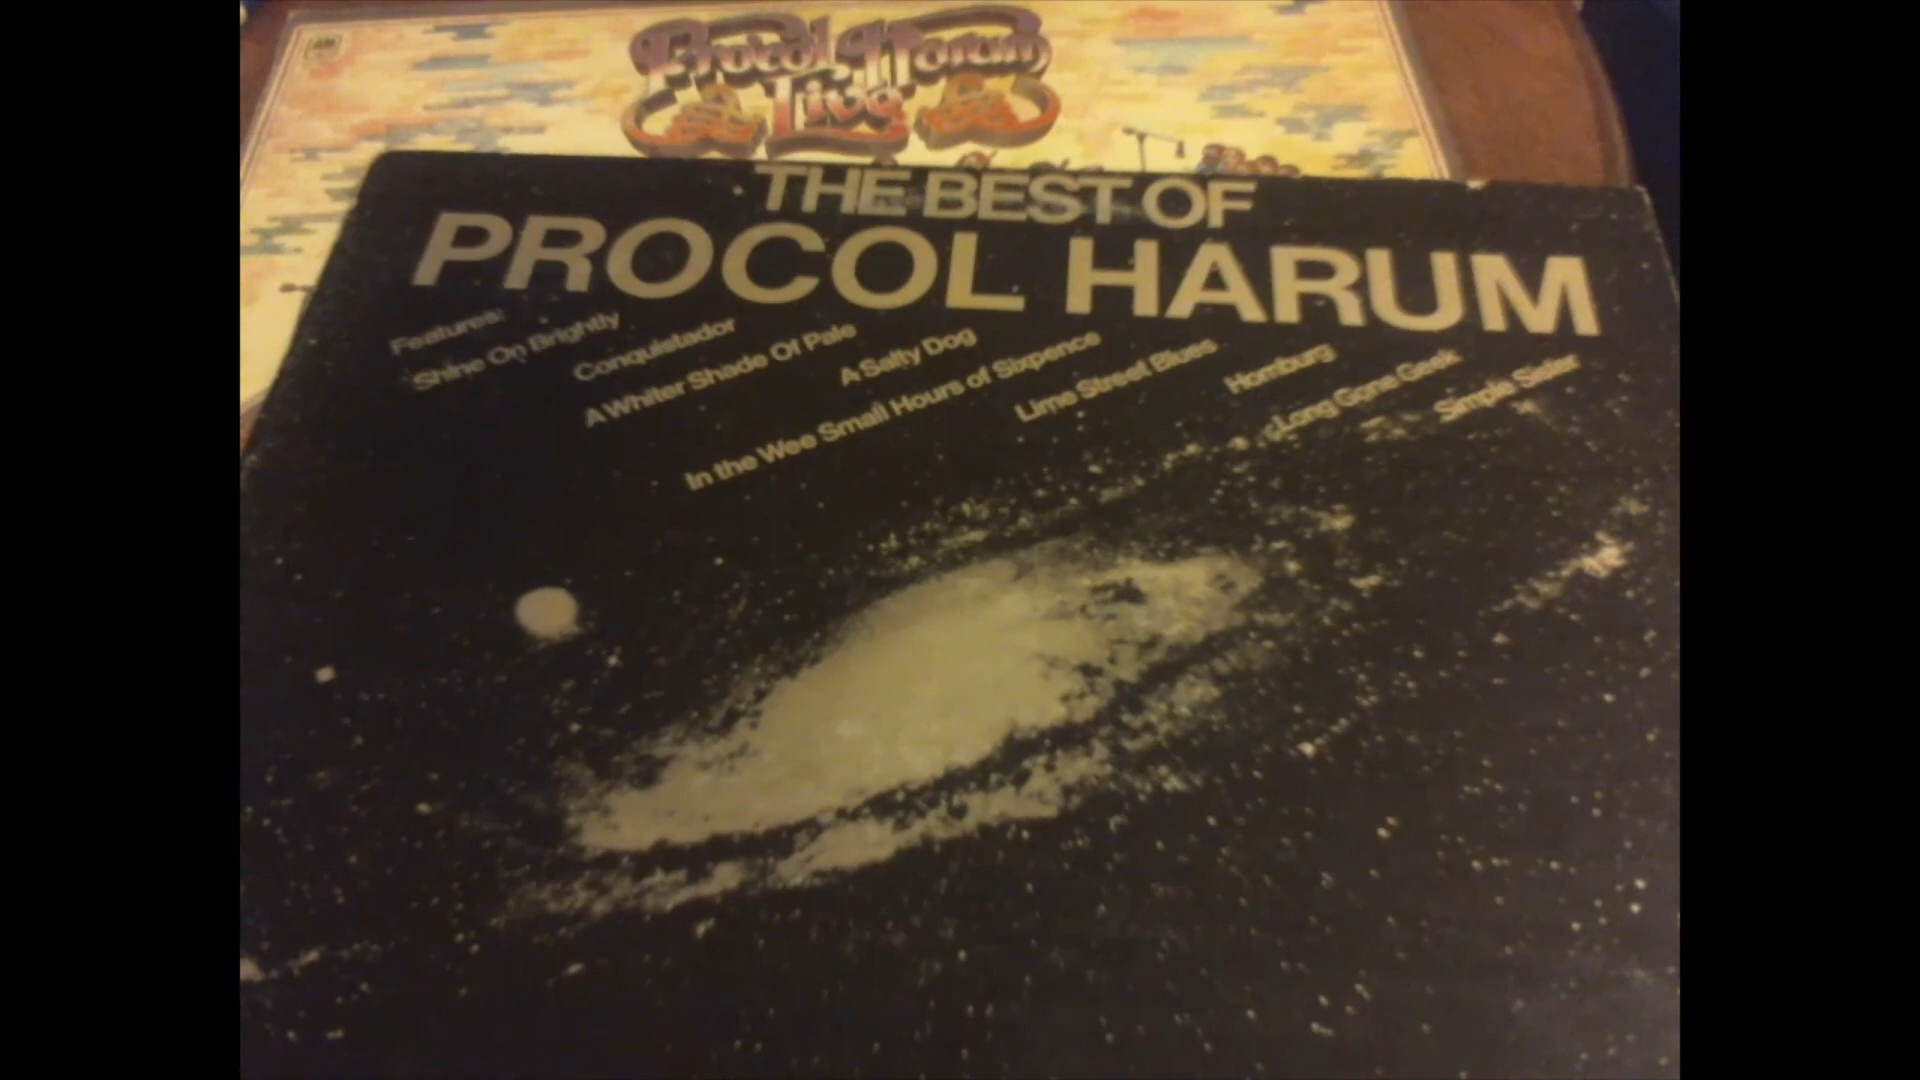 A&M
Procol Harum
Live
THE BEST OF
PROCOL HARUM
Features:
Shine On Brightly
Conquistador
A Whiter Shade Of Pale
A Salty Dog
In the Wee Small Hours of Sixpence
Lime Street Blues
Homburg
Long Gone Geek
Simple Sister